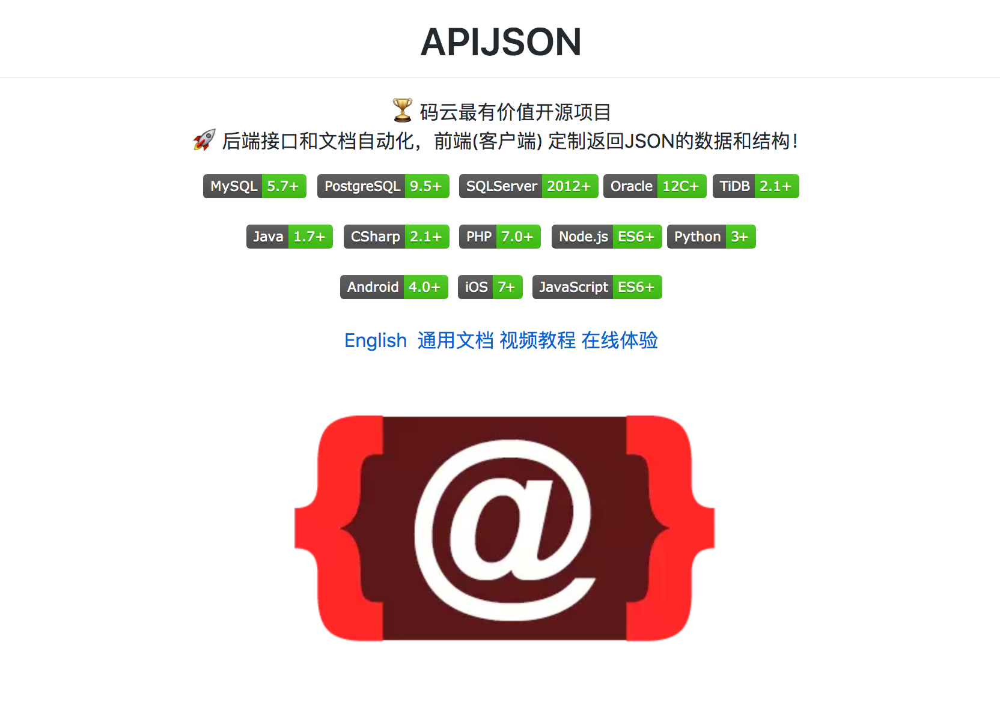 APIJSON
🏆 码云最有价值开源项目
🚀 后端接口和文档自动化，前端(客户端) 定制返回JSON的数据和结构！
MySQL 5.7+ PostgreSQL 9.5+ SQLServer 2012+ Oracle 12C+ TiDB 2.1+
Java 1.7+ CSharp 2.1+ PHP 7.0+ Node.js ES6+ Python 3+
Android 4.0+ iOS 7+ JavaScript ES6+
English 通用文档 视频教程 在线体验
{@}